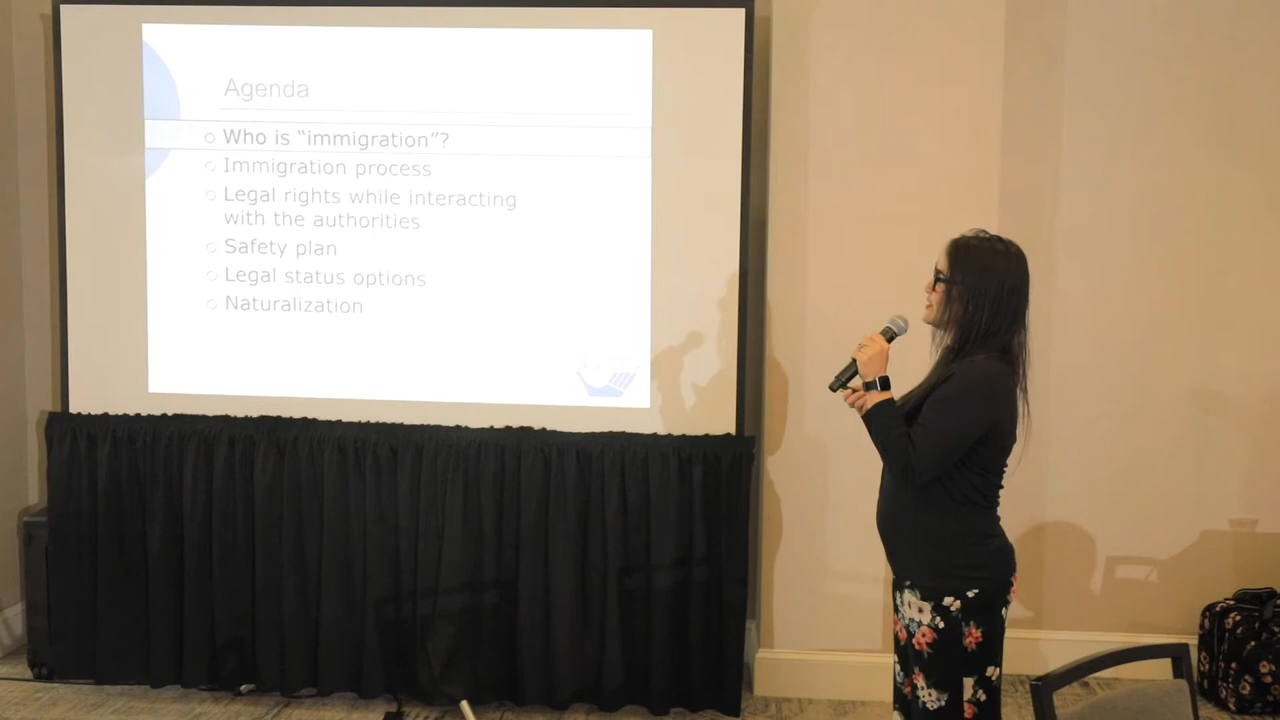 Agenda
Who is “immigration”?
Immigration process
Legal rights while interacting
with the authorities
Safety plan
Legal status options
Naturalization